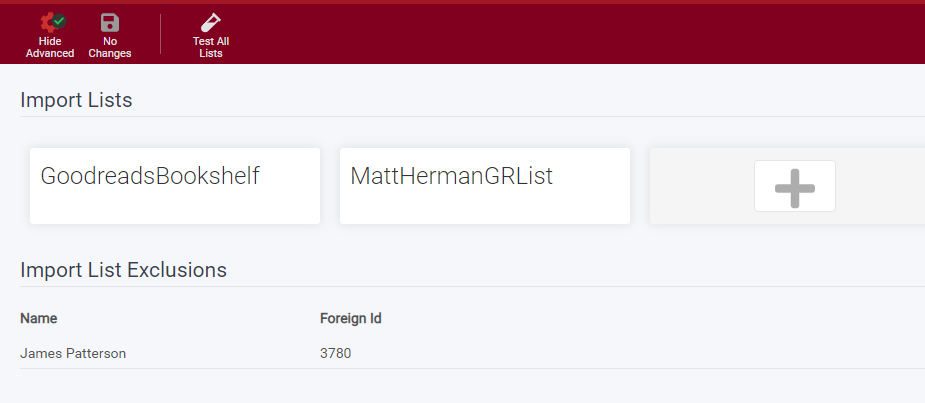 Hide
Advanced
No
Changes
Test All
Lists
Import Lists
GoodreadsBookshelf
MattHermanGRList
Import List Exclusions
Name Foreign Id
James Patterson 3780